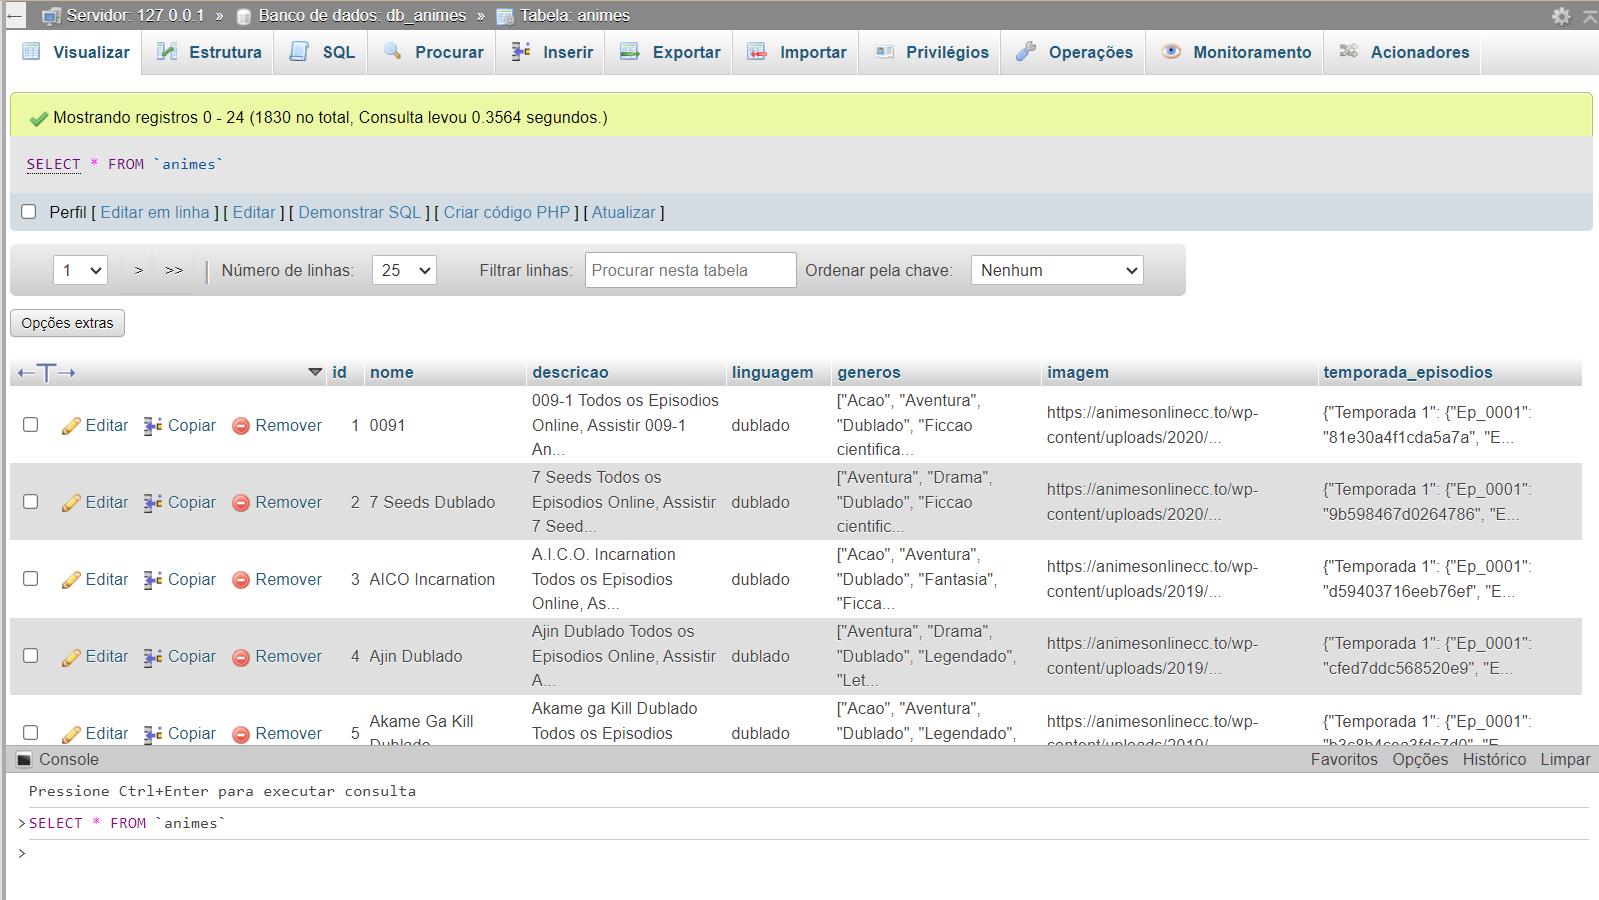 Servidor: 127.0.0.1 » Banco de dados: db_animes » Tabela: animes
Visualizar Estrutura SQL Procurar Inserir Exportar Importar Privilégios Operações Monitoramento Acionadores
Mostrando registros 0 - 24 (1830 no total, Consulta levou 0.3564 segundos.)
SELECT * FROM `animes`
Perfil [ Editar em linha ] [ Editar ] [ Demonstrar SQL ] [ Criar código PHP ] [ Atualizar ]
1 > >> Número de linhas: 25 Filtrar linhas: Procurar nesta tabela Ordenar pela chave: Nenhum
Opções extras
id nome descricao linguagem generos imagem temporada_episodios
Editar Copiar Remover 1 0091
009-1 Todos os Episodios
Online, Assistir 009-1
An...
dublado
["Acao", "Aventura",
"Dublado", "Ficcao
cientifica...
https://animesonlinecc.to/wp-
content/uploads/2020/...
{"Temporada 1": {"Ep_0001":
"81e30a4f1cda5a7a", "E...
Editar Copiar Remover 2 7 Seeds Dublado
7 Seeds Todos os
Episodios Online, Assistir
7 Seed...
dublado
["Aventura", "Drama",
"Dublado", "Ficcao
cientific...
https://animesonlinecc.to/wp-
content/uploads/2020/...
{"Temporada 1": {"Ep_0001":
"9b598467d0264786", "E...
Editar Copiar Remover 3 AICO Incarnation
A.I.C.O. Incarnation
Todos os Episodios
Online, As...
dublado
["Acao", "Aventura",
"Dublado", "Fantasia",
"Ficca...
https://animesonlinecc.to/wp-
content/uploads/2019/...
{"Temporada 1": {"Ep_0001":
"d59403716eeb76ef", "E...
Editar Copiar Remover 4 Ajin Dublado
Ajin Dublado Todos os
Episodios Online, Assistir
A...
dublado
["Aventura", "Drama",
"Dublado", "Legendado",
"Let...
https://animesonlinecc.to/wp-
content/uploads/2019/...
{"Temporada 1": {"Ep_0001":
"cfed7ddc568520e9", "E...
Editar Copiar Remover 5 Akame Ga Kill
Dublado
Akame ga Kill Dublado
Todos os Episodios
dublado
["Acao", "Aventura",
"Dublado", "Legendado",
https://animesonlinecc.to/wp-
content/uploads/2019/...
{"Temporada 1": {"Ep_0001":
Console Favoritos Opções Histórico Limpar
Pressione Ctrl+Enter para executar consulta
>SELECT * FROM `animes`
>